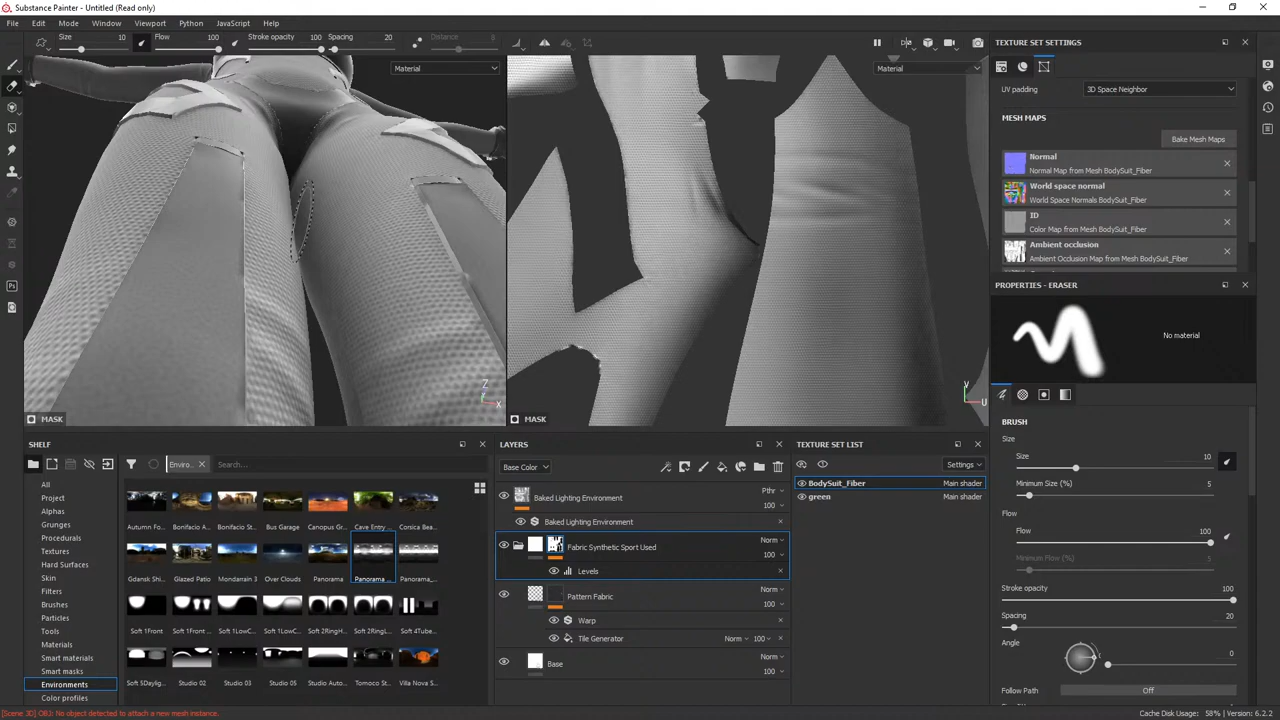 Substance Painter - Untitled (Read only)
File Edit Mode Window Viewport Python JavaScript Help
Size 10 Flow 100 Stroke opacity 100 Spacing 20 Distance 8
Material
Material
Z
X
V
U
MASK
MASK
TEXTURE SET SETTINGS
UV padding 3D Space Neighbor
MESH MAPS
Bake Mesh Maps
Normal
Normal Map from Mesh BodySuit_Fiber
World space normal
World Space Normals BodySuit_Fiber
ID
Color Map from Mesh BodySuit_Fiber
Ambient occlusion
Ambient Occlusion Map from Mesh BodySuit_Fiber
PROPERTIES - ERASER
No material
BRUSH
Size
Size 10
Minimum Size (%) 5
Flow
Flow 100
Minimum Flow (%) 5
Stroke opacity 100
Spacing 20
Angle
0
Follow Path Off
SHELF
Enviro... Search...
All
Project
Alphas
Grunges
Procedurals
Textures
Hard Surfaces
Skin
Filters
Brushes
Particles
Tools
Materials
Smart materials
Smart masks
Environments
Color profiles
Autumn Fo... Bonifacio A... Bonifacio St... Bus Garage Canopus Gr... Cave Entry ... Corsica Bea...
Gdansk Shi... Glazed Patio Mondarrain 3 Over Clouds Panorama Panorama ... Panorama_...
Soft 1Front Soft 1Front ... Soft 1LowC... Soft 1LowC... Soft 2RingH... Soft 2RingL... Soft 4Tube...
Soft 5Dayligh... Studio 02 Studio 03 Studio 05 Studio Auto... Tomoco St... Villa Nova S...
LAYERS
Base Color
Baked Lighting Environment Pthr 100
Baked Lighting Environment
Fabric Synthetic Sport Used Norm 100
Levels
Pattern Fabric Norm 100
Warp
Tile Generator Norm 100
Base Norm 100
TEXTURE SET LIST
Settings
BodySuit_Fiber Main shader
green Main shader
[Scene 3D] OBJ: No object detected to attach a new mesh instance.
Cache Disk Usage: 58% | Version: 6.2.2